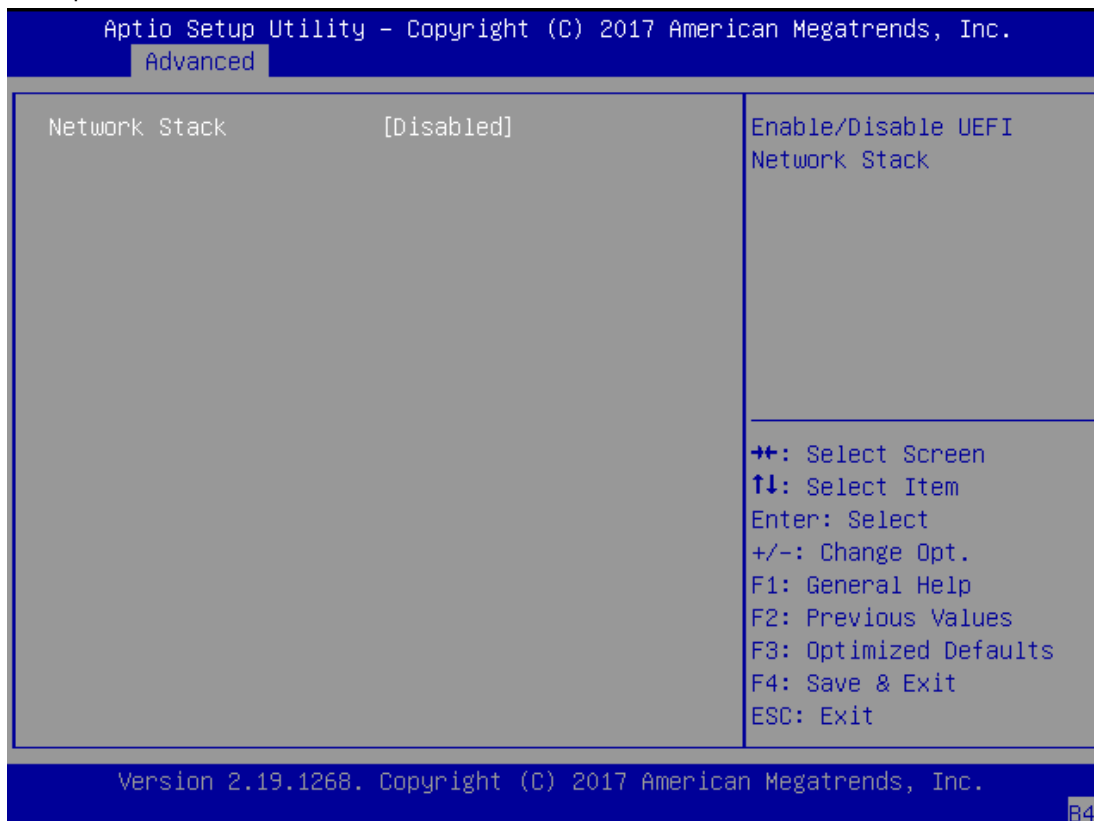 Aptio Setup Utility – Copyright (C) 2017 American Megatrends, Inc.
Advanced
Network Stack [Disabled]
Enable/Disable UEFI
Network Stack
→←: Select Screen
↑↓: Select Item
Enter: Select
+/-: Change Opt.
F1: General Help
F2: Previous Values
F3: Optimized Defaults
F4: Save & Exit
ESC: Exit
Version 2.19.1268. Copyright (C) 2017 American Megatrends, Inc.
B4